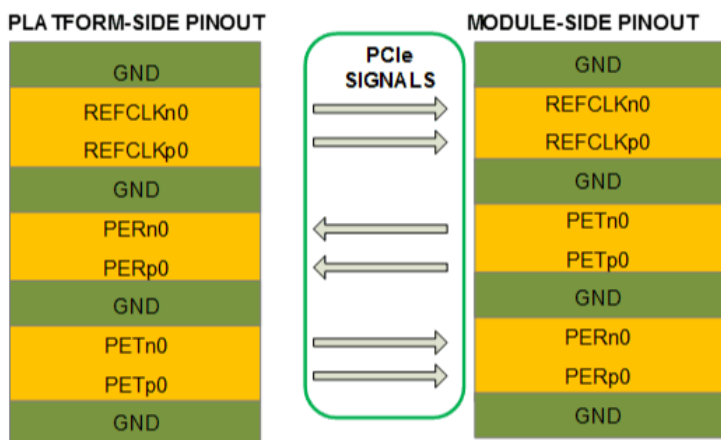 PLATFORM-SIDE PINOUT
GND
REFCLKn0
REFCLKp0
GND
PERn0
PERp0
GND
PETn0
PETp0
GND
PCIe
SIGNALS
MODULE-SIDE PINOUT
GND
REFCLKn0
REFCLKp0
GND
PETn0
PETp0
GND
PERn0
PERp0
GND